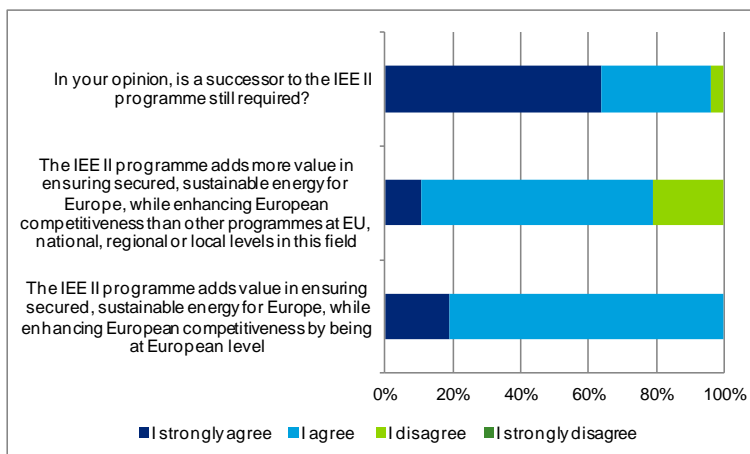 In your opinion, is a successor to the IEE II
programme still required?
The IEE II programme adds more value in
ensuring secured, sustainable energy for
Europe, while enhancing European
competitiveness than other programmes at EU,
national, regional or local levels in this field
The IEE II programme adds value in ensuring
secured, sustainable energy for Europe, while
enhancing European competitiveness by being
at European level
0% 20% 40% 60% 80% 100%
I strongly agree I agree I disagree I strongly disagree